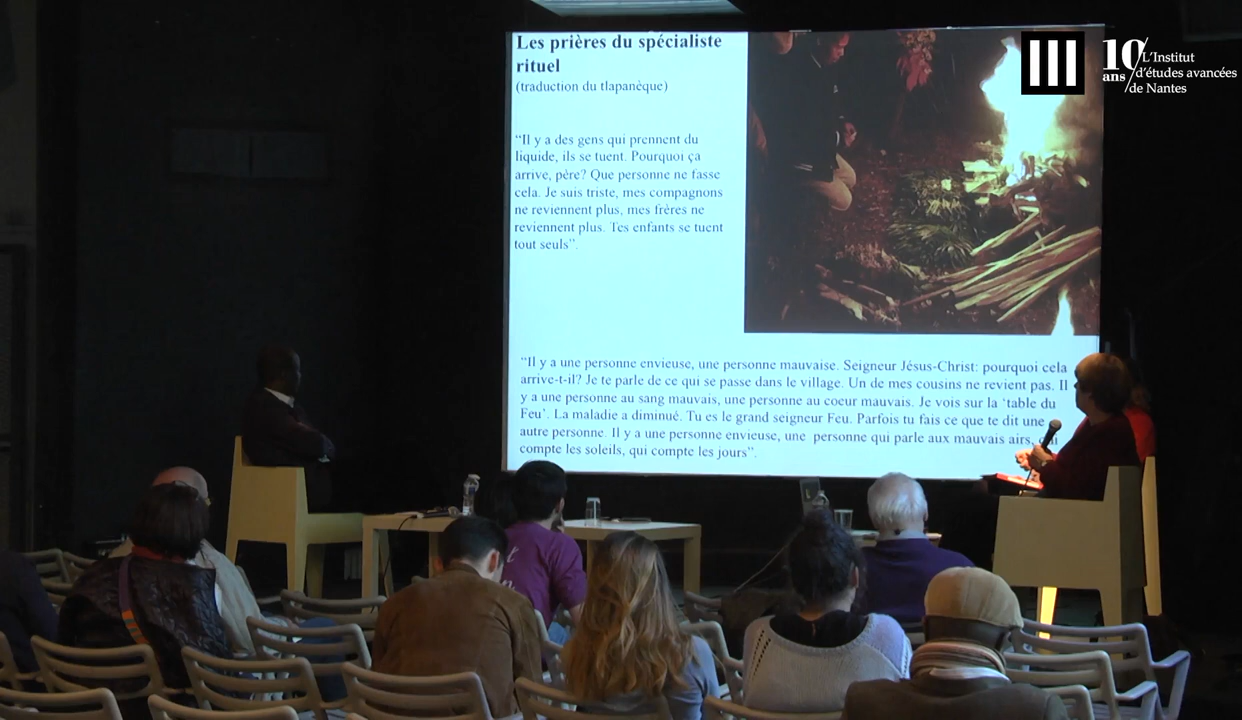 Les prières du spécialiste
rituel
(traduction du tlapanèque)
“Il y a des gens qui prennent du
liquide, ils se tuent. Pourquoi ça
arrive, père? Que personne ne fasse
cela. Je suis triste, mes compagnons
ne reviennent plus, mes frères ne
reviennent plus. Tes enfants se tuent
tout seuls”.
“Il y a une personne envieuse, une personne mauvaise. Seigneur Jésus-Christ: pourquoi cela
arrive-t-il? Je te parle de ce qui se passe dans le village. Un de mes cousins ne revient pas. Il
y a une personne au sang mauvais, une personne au coeur mauvais. Je vois sur la ‘table du
Feu’. La maladie a diminué. Tu es le grand seigneur Feu. Parfois tu fais ce que te dit une
autre personne. Il y a une personne envieuse, une personne qui parle aux mauvais airs, qui
compte les soleils, qui compte les jours”.
10 ans
L'Institut
d'études avancées
de Nantes